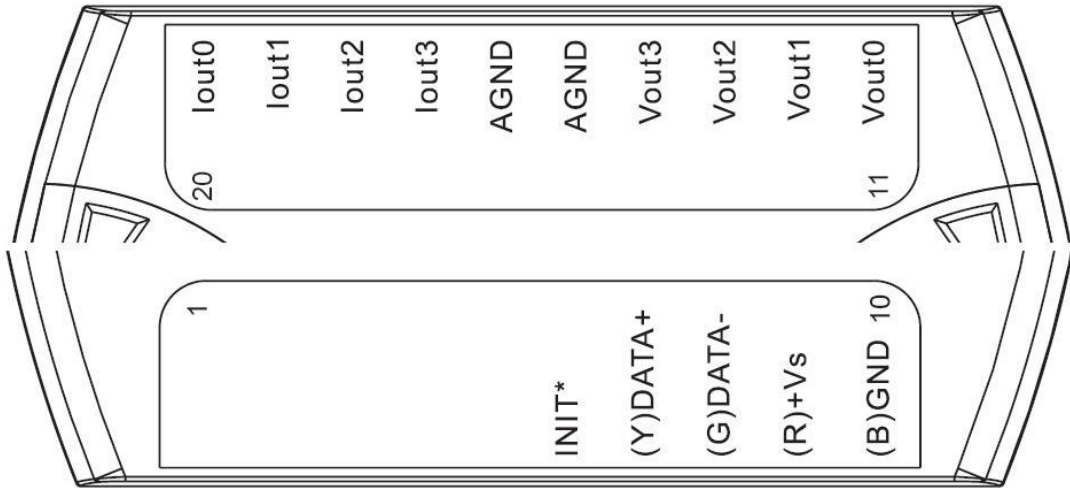 Iout0
Iout1
Iout2
Iout3
AGND
AGND
Vout3
Vout2
Vout1
Vout0
20
11
1
INIT*
(Y)DATA+
(G)DATA-
(R)+Vs
(B)GND 10